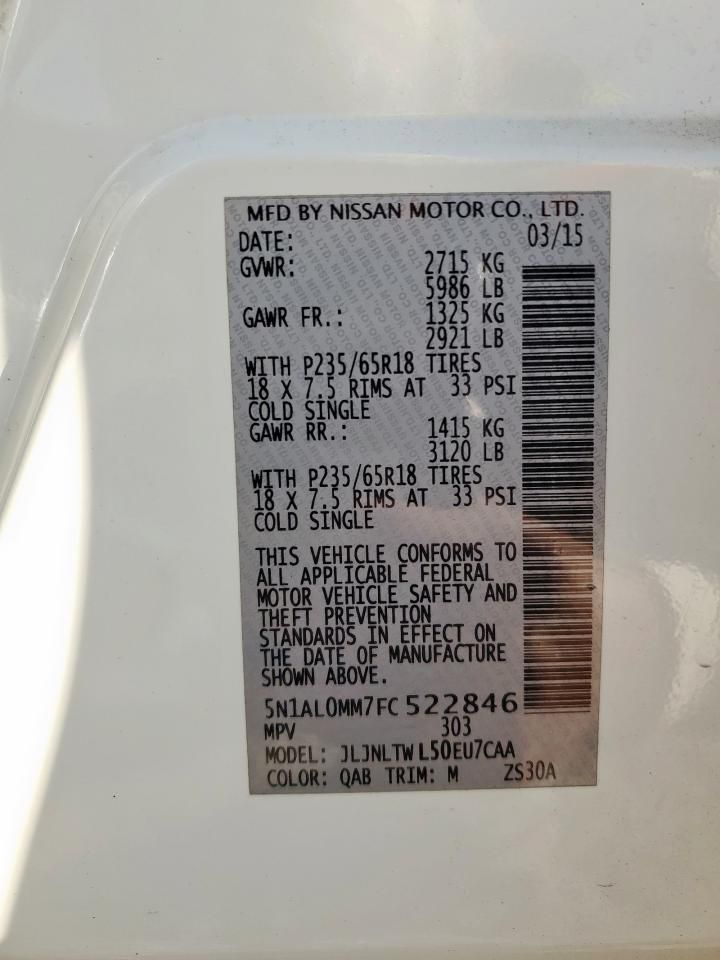 MFD BY NISSAN MOTOR CO., LTD.
DATE: 03/15
GVWR: 2715 KG
5986 LB
GAWR FR.: 1325 KG
2921 LB
WITH P235/65R18 TIRES
18 X 7.5 RIMS AT 33 PSI
COLD SINGLE
GAWR RR.: 1415 KG
3120 LB
WITH P235/65R18 TIRES
18 X 7.5 RIMS AT 33 PSI
COLD SINGLE
THIS VEHICLE CONFORMS TO
ALL APPLICABLE FEDERAL
MOTOR VEHICLE SAFETY AND
THEFT PREVENTION
STANDARDS IN EFFECT ON
THE DATE OF MANUFACTURE
SHOWN ABOVE.
5N1AL0MM7FC522846
MPV 303
MODEL: JLJNLTWL50EU7CAA
COLOR: QAB TRIM: M ZS30A